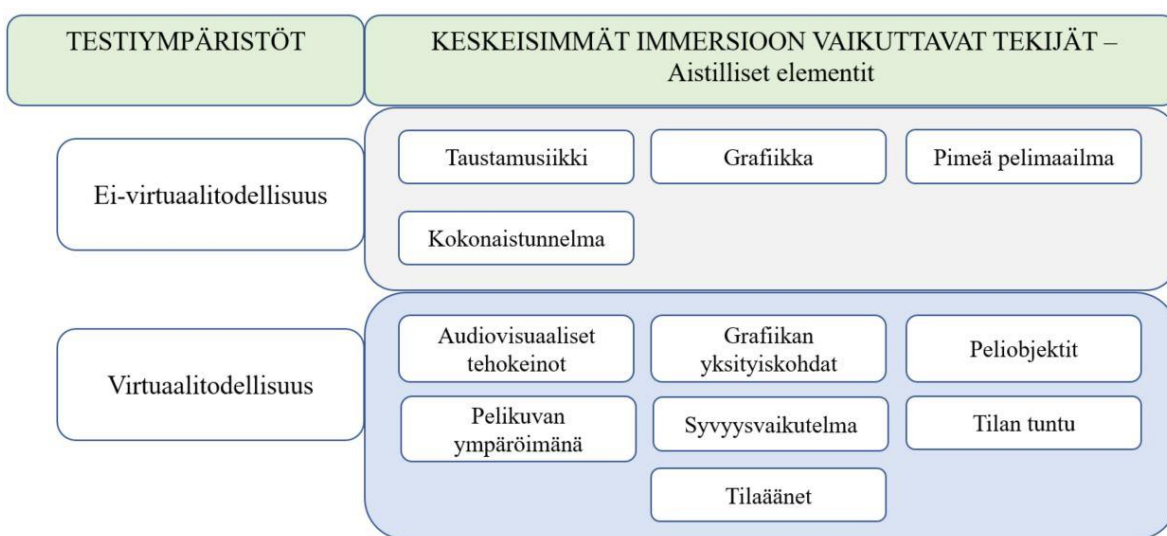 TESTIYMPÄRISTÖT
KESKEISIMMÄT IMMERSIOON VAIKUTTAVAT TEKIJÄT –
Aistilliset elementit
Ei-virtuaalitodellisuus
Taustamusiikki
Grafiikka
Pimeä pelimaailma
Kokonaistunnelma
Virtuaalitodellisuus
Audiovisuaaliset
tehokeinot
Grafiikan
yksityiskohdat
Peliobjektit
Pelikuvan
ympäröimänä
Syvyysvaikutelma
Tilan tuntu
Tilaäänet